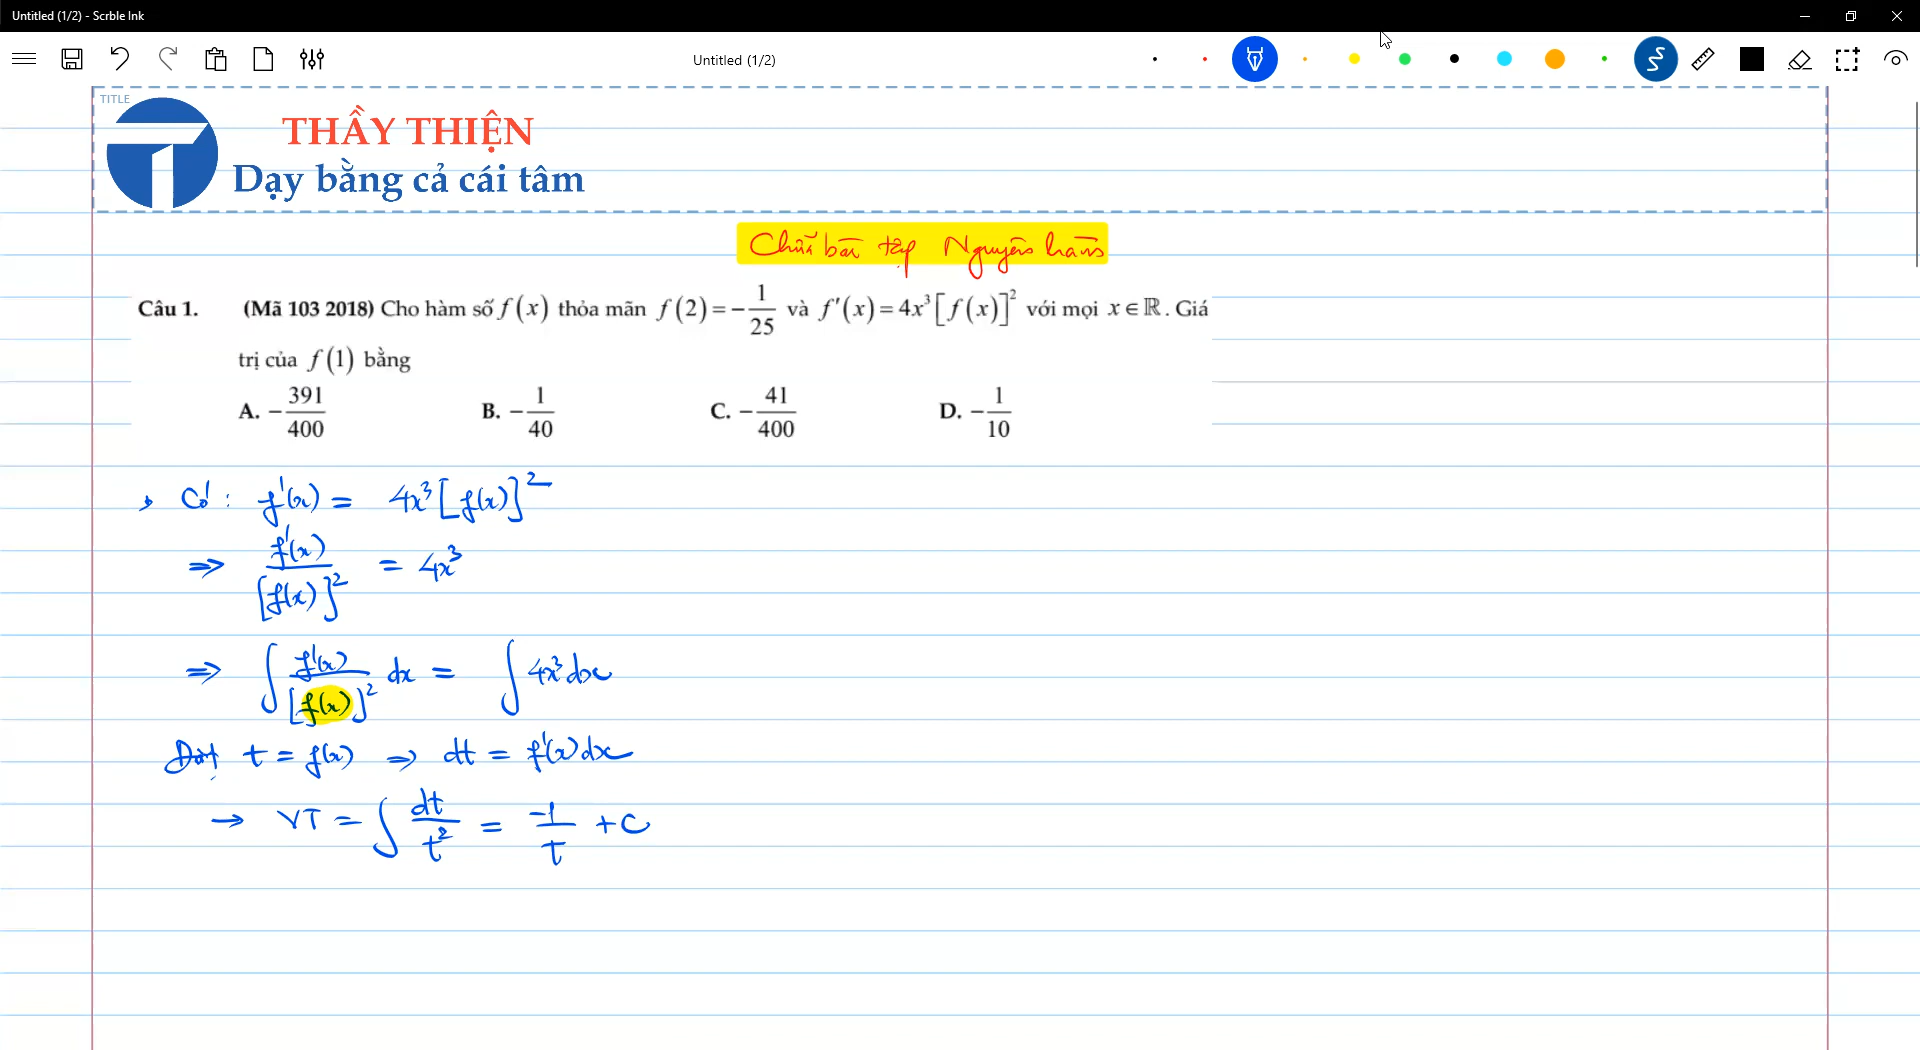 Untitled (1/2) - Scrble Ink
Untitled (1/2)
TITLE
THẦY THIỆN
Dạy bằng cả cái tâm
Chữa bài tập Nguyên hàm
Câu 1. (Mã 103 2018) Cho hàm số f(x) thỏa mãn f(2) = -1/25 và f'(x) = 4x³[f(x)]² với mọi x ∈ ℝ. Giá
trị của f(1) bằng
A. -391/400 B. -1/40 C. -41/400 D. -1/10
Có: f'(x) = 4x³[f(x)]²
⇒ f'(x)/[f(x)]² = 4x³
⇒ ∫ f'(x)/[f(x)]² dx = ∫ 4x³dx
Đặt t = f(x) ⇒ dt = f'(x)dx
→ VT = ∫ dt/t² = -1/t + C